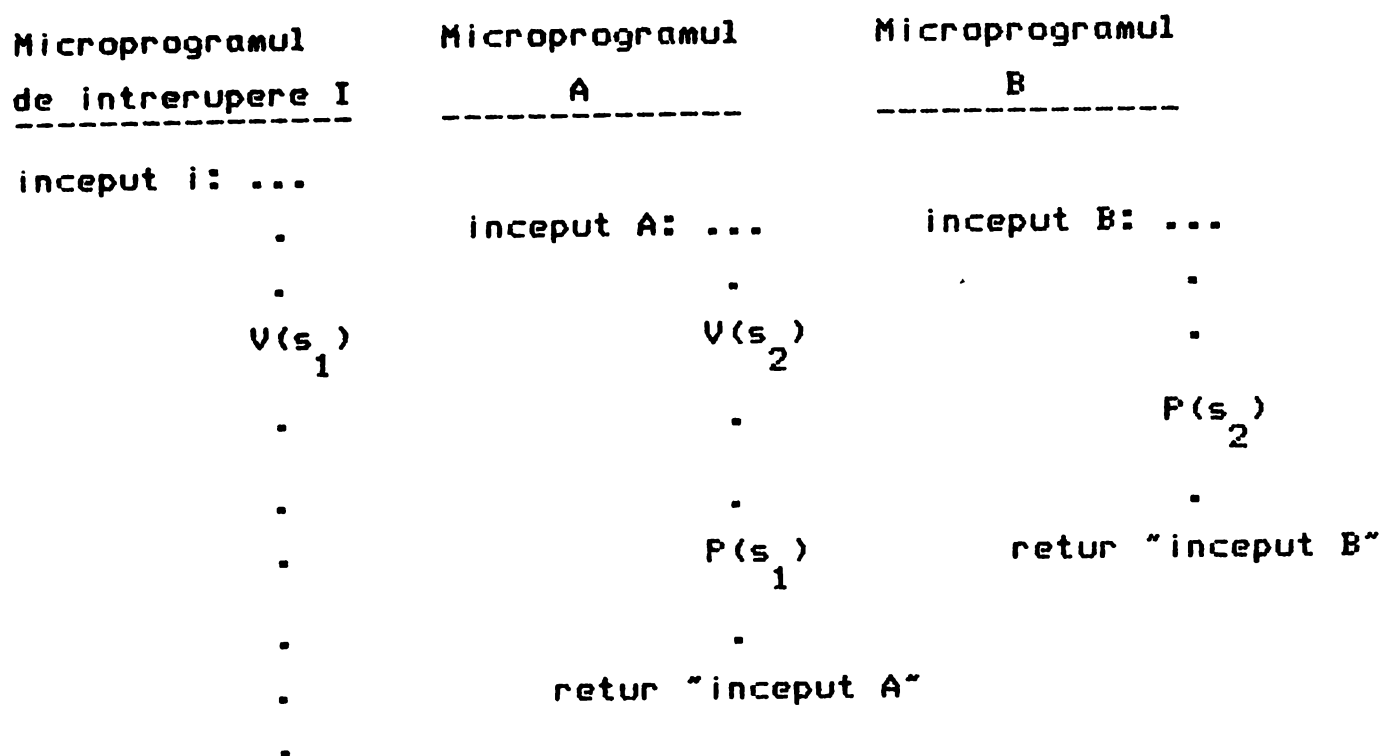 Microprogramul Microprogramul Microprogramul
de intrerupere I A B
inceput i: ...
inceput A: ... inceput B: ...
. . .
. . .
V(s1) V(s2) .
. . P(s2)
. . .
. P(s1) retur "inceput B"
. .
. retur "inceput A"
.